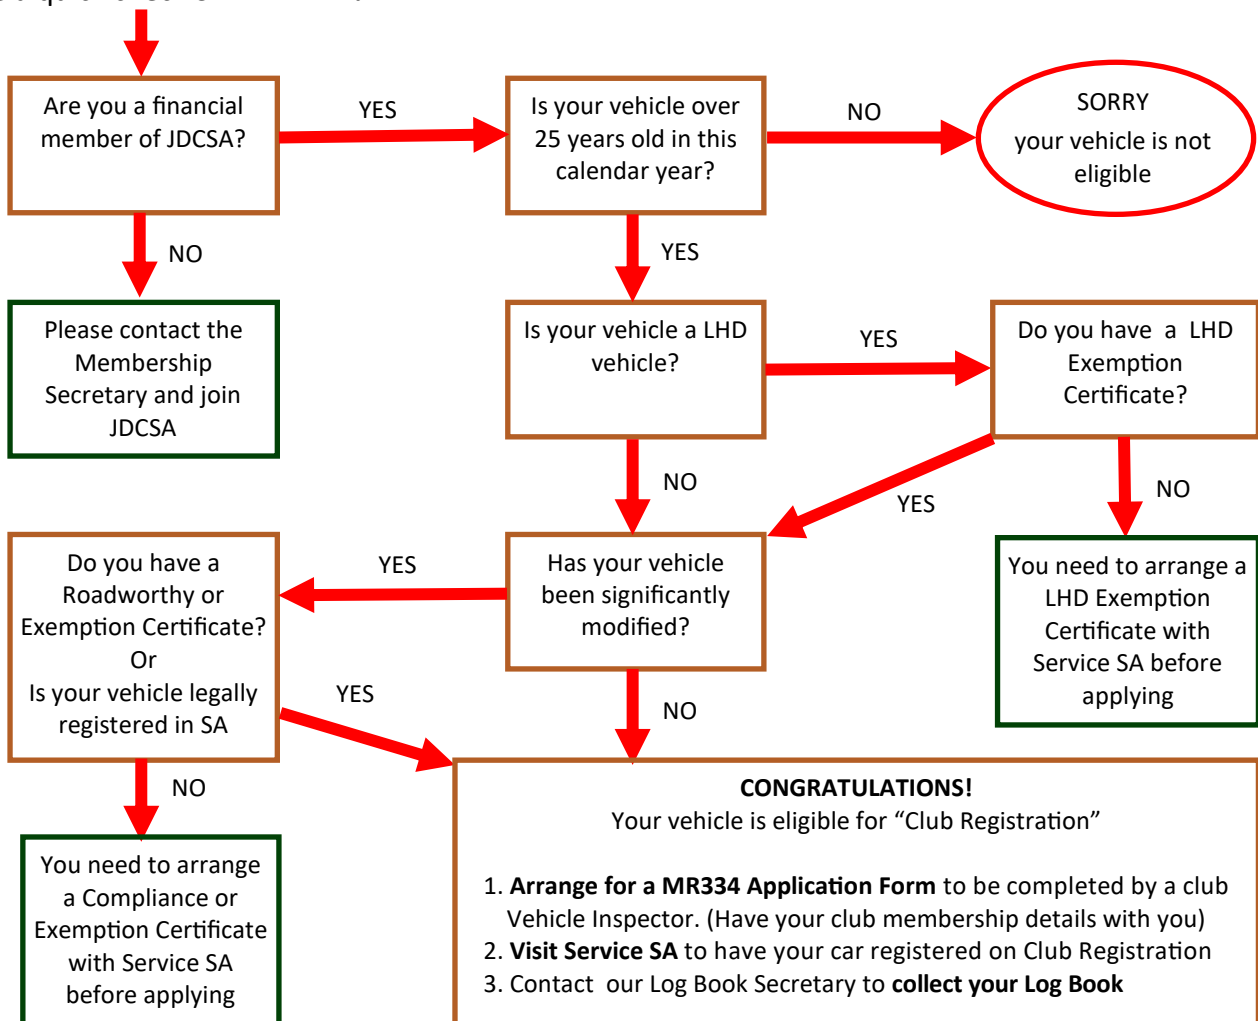 Are you a financial
member of JDCSA?
YES
Is your vehicle over
25 years old in this
calendar year?
NO
SORRY
your vehicle is not
eligible
NO
YES
Please contact the
Membership
Secretary and join
JDCSA
Is your vehicle a LHD
vehicle?
YES
Do you have a LHD
Exemption
Certificate?
NO
YES
NO
Do you have a
Roadworthy or
Exemption Certificate?
Or
Is your vehicle legally
registered in SA
YES
Has your vehicle
been significantly
modified?
You need to arrange a
LHD Exemption
Certificate with
Service SA before
applying
YES
NO
NO
You need to arrange
a Compliance or
Exemption Certificate
with Service SA
before applying
CONGRATULATIONS!
Your vehicle is eligible for “Club Registration”
1. Arrange for a MR334 Application Form to be completed by a club
Vehicle Inspector. (Have your club membership details with you)
2. Visit Service SA to have your car registered on Club Registration
3. Contact our Log Book Secretary to collect your Log Book